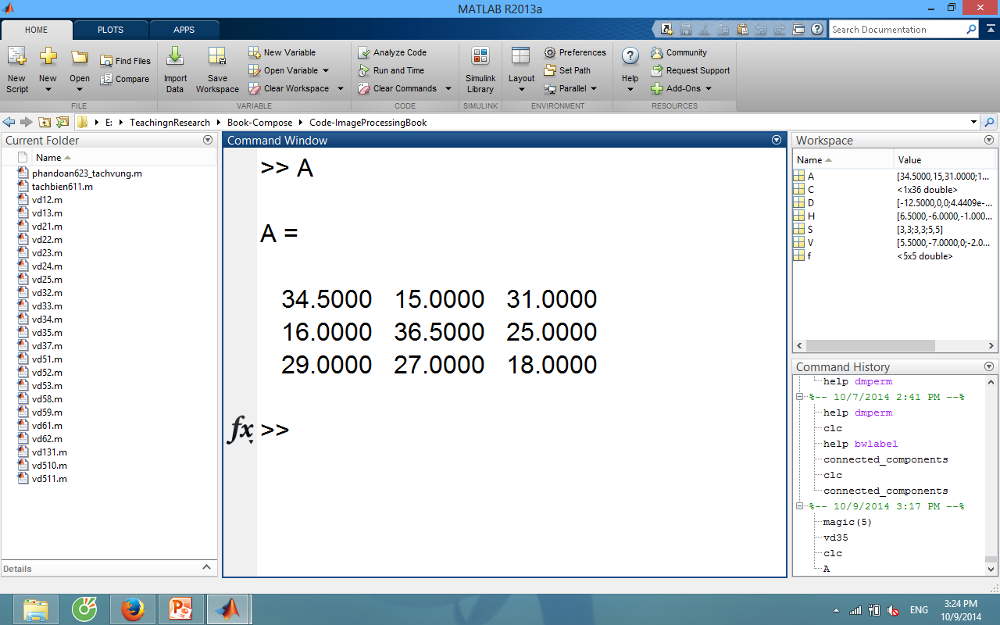 MATLAB R2013a
HOME PLOTS APPS
Search Documentation
New Script
New
Open
Find Files
Compare
Import Data
Save Workspace
New Variable
Open Variable
Clear Workspace
Analyze Code
Run and Time
Clear Commands
Simulink Library
Layout
Preferences
Set Path
Parallel
Help
Community
Request Support
Add-Ons
FILE VARIABLE CODE SIMULINK ENVIRONMENT RESOURCES
E: TeachingnResearch Book-Compose Code-ImageProcessingBook
Current Folder
Name
phandoan623_tachvung.m
tachbien611.m
vd12.m
vd13.m
vd21.m
vd22.m
vd23.m
vd24.m
vd25.m
vd32.m
vd33.m
vd34.m
vd35.m
vd37.m
vd51.m
vd52.m
vd53.m
vd58.m
vd59.m
vd61.m
vd62.m
vd131.m
vd510.m
vd511.m
Details
Command Window
>> A
A =
34.5000 15.0000 31.0000
16.0000 36.5000 25.0000
29.0000 27.0000 18.0000
fx >>
Workspace
Name Value
A [34.5000,15,31.0000;1...
C <1x36 double>
D [-12.5000,0,0;4.4409e-...
H [6.5000,-6.0000,-1.000...
S [3,3;3,3;5,5]
V [5.5000,-7.0000,0;-2.0...
f <5x5 double>
Command History
help dmperm
%-- 10/7/2014 2:41 PM --%
help dmperm
clc
help bwlabel
connected_components
clc
connected_components
%-- 10/9/2014 3:17 PM --%
magic(5)
vd35
clc
A
ENG
3:24 PM
10/9/2014